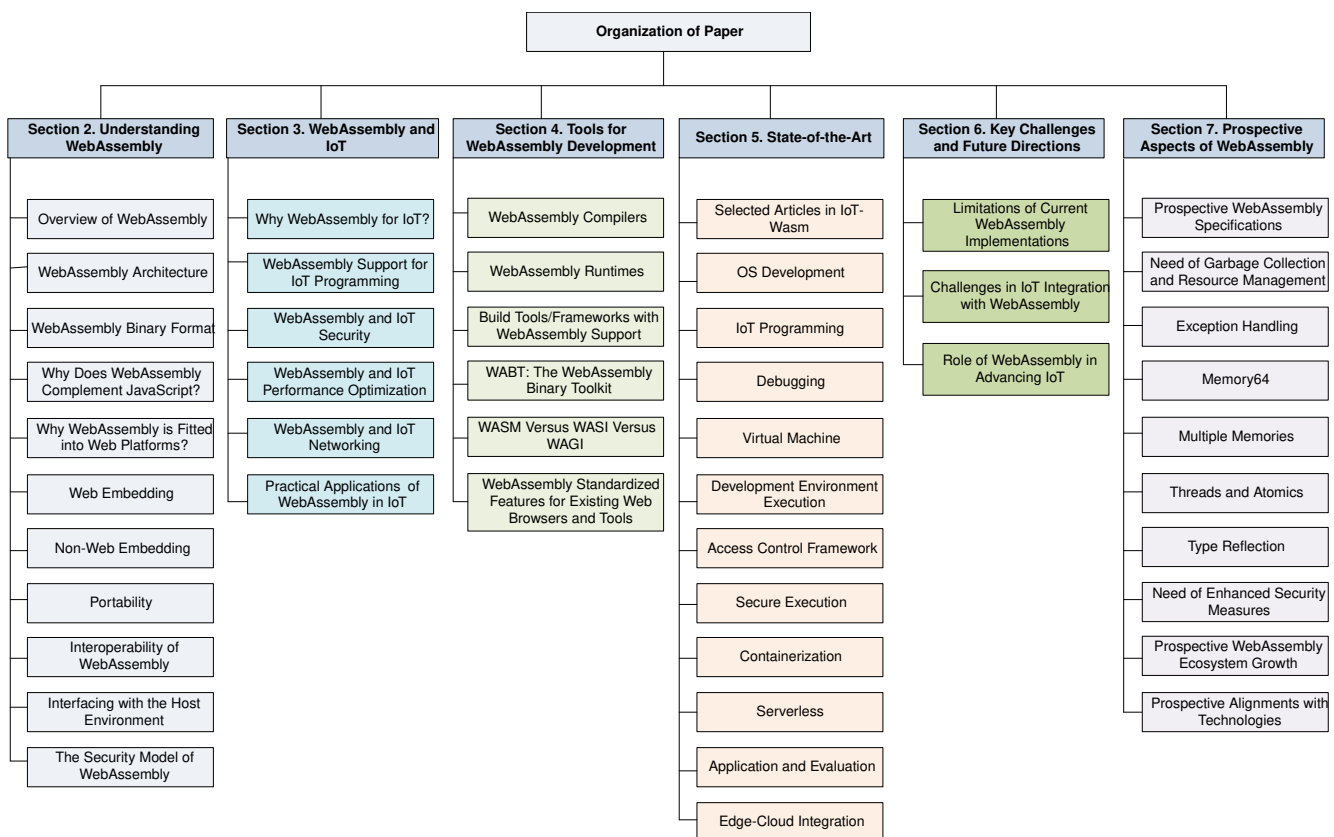 Organization of Paper
Section 2. Understanding
WebAssembly
Overview of WebAssembly
WebAssembly Architecture
WebAssembly Binary Format
Why Does WebAssembly
Complement JavaScript?
Why WebAssembly is Fitted
into Web Platforms?
Web Embedding
Non-Web Embedding
Portability
Interoperability of
WebAssembly
Interfacing with the Host
Environment
The Security Model of
WebAssembly
Section 3. WebAssembly and
IoT
Why WebAssembly for IoT?
WebAssembly Support for
IoT Programming
WebAssembly and IoT
Security
WebAssembly and IoT
Performance Optimization
WebAssembly and IoT
Networking
Practical Applications of
WebAssembly in IoT
Section 4. Tools for
WebAssembly Development
WebAssembly Compilers
WebAssembly Runtimes
Build Tools/Frameworks with
WebAssembly Support
WABT: The WebAssembly
Binary Toolkit
WASM Versus WASI Versus
WAGI
WebAssembly Standardized
Features for Existing Web
Browsers and Tools
Section 5. State-of-the-Art
Selected Articles in IoT-
Wasm
OS Development
IoT Programming
Debugging
Virtual Machine
Development Environment
Execution
Access Control Framework
Secure Execution
Containerization
Serverless
Application and Evaluation
Edge-Cloud Integration
Section 6. Key Challenges
and Future Directions
Limitations of Current
WebAssembly
Implementations
Challenges in IoT Integration
with WebAssembly
Role of WebAssembly in
Advancing IoT
Section 7. Prospective
Aspects of WebAssembly
Prospective WebAssembly
Specifications
Need of Garbage Collection
and Resource Management
Exception Handling
Memory64
Multiple Memories
Threads and Atomics
Type Reflection
Need of Enhanced Security
Measures
Prospective WebAssembly
Ecosystem Growth
Prospective Alignments with
Technologies